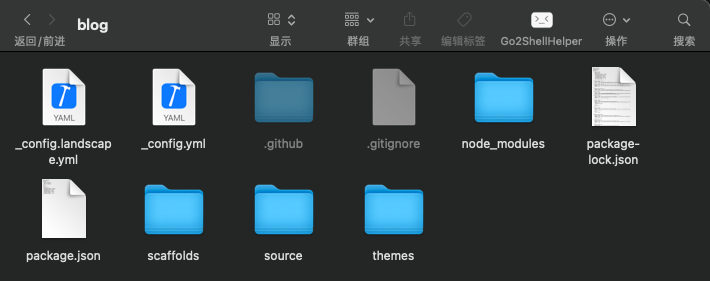 blog
返回/前进
显示
群组
共享
编辑标签
Go2ShellHelper
操作
搜索
YAML
YAML
_config.landscap
e.yml
_config.yml
.github
.gitignore
node_modules
package-
lock.json
package.json
scaffolds
source
themes